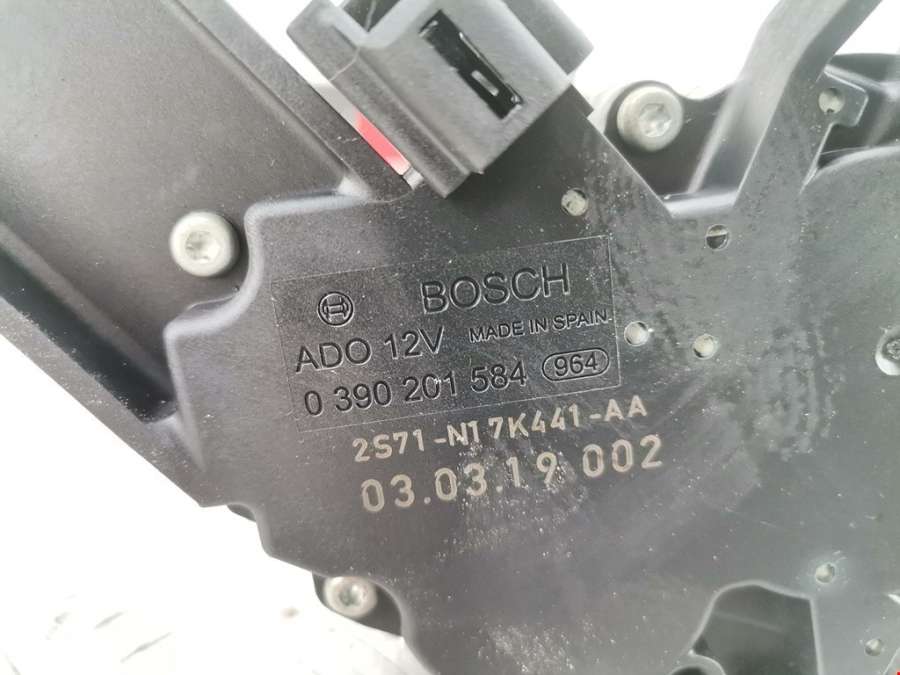 BOSCH
ADO 12V MADE IN SPAIN
0 390 201 584 964
2S71-N17K441-AA
03.03.19 002